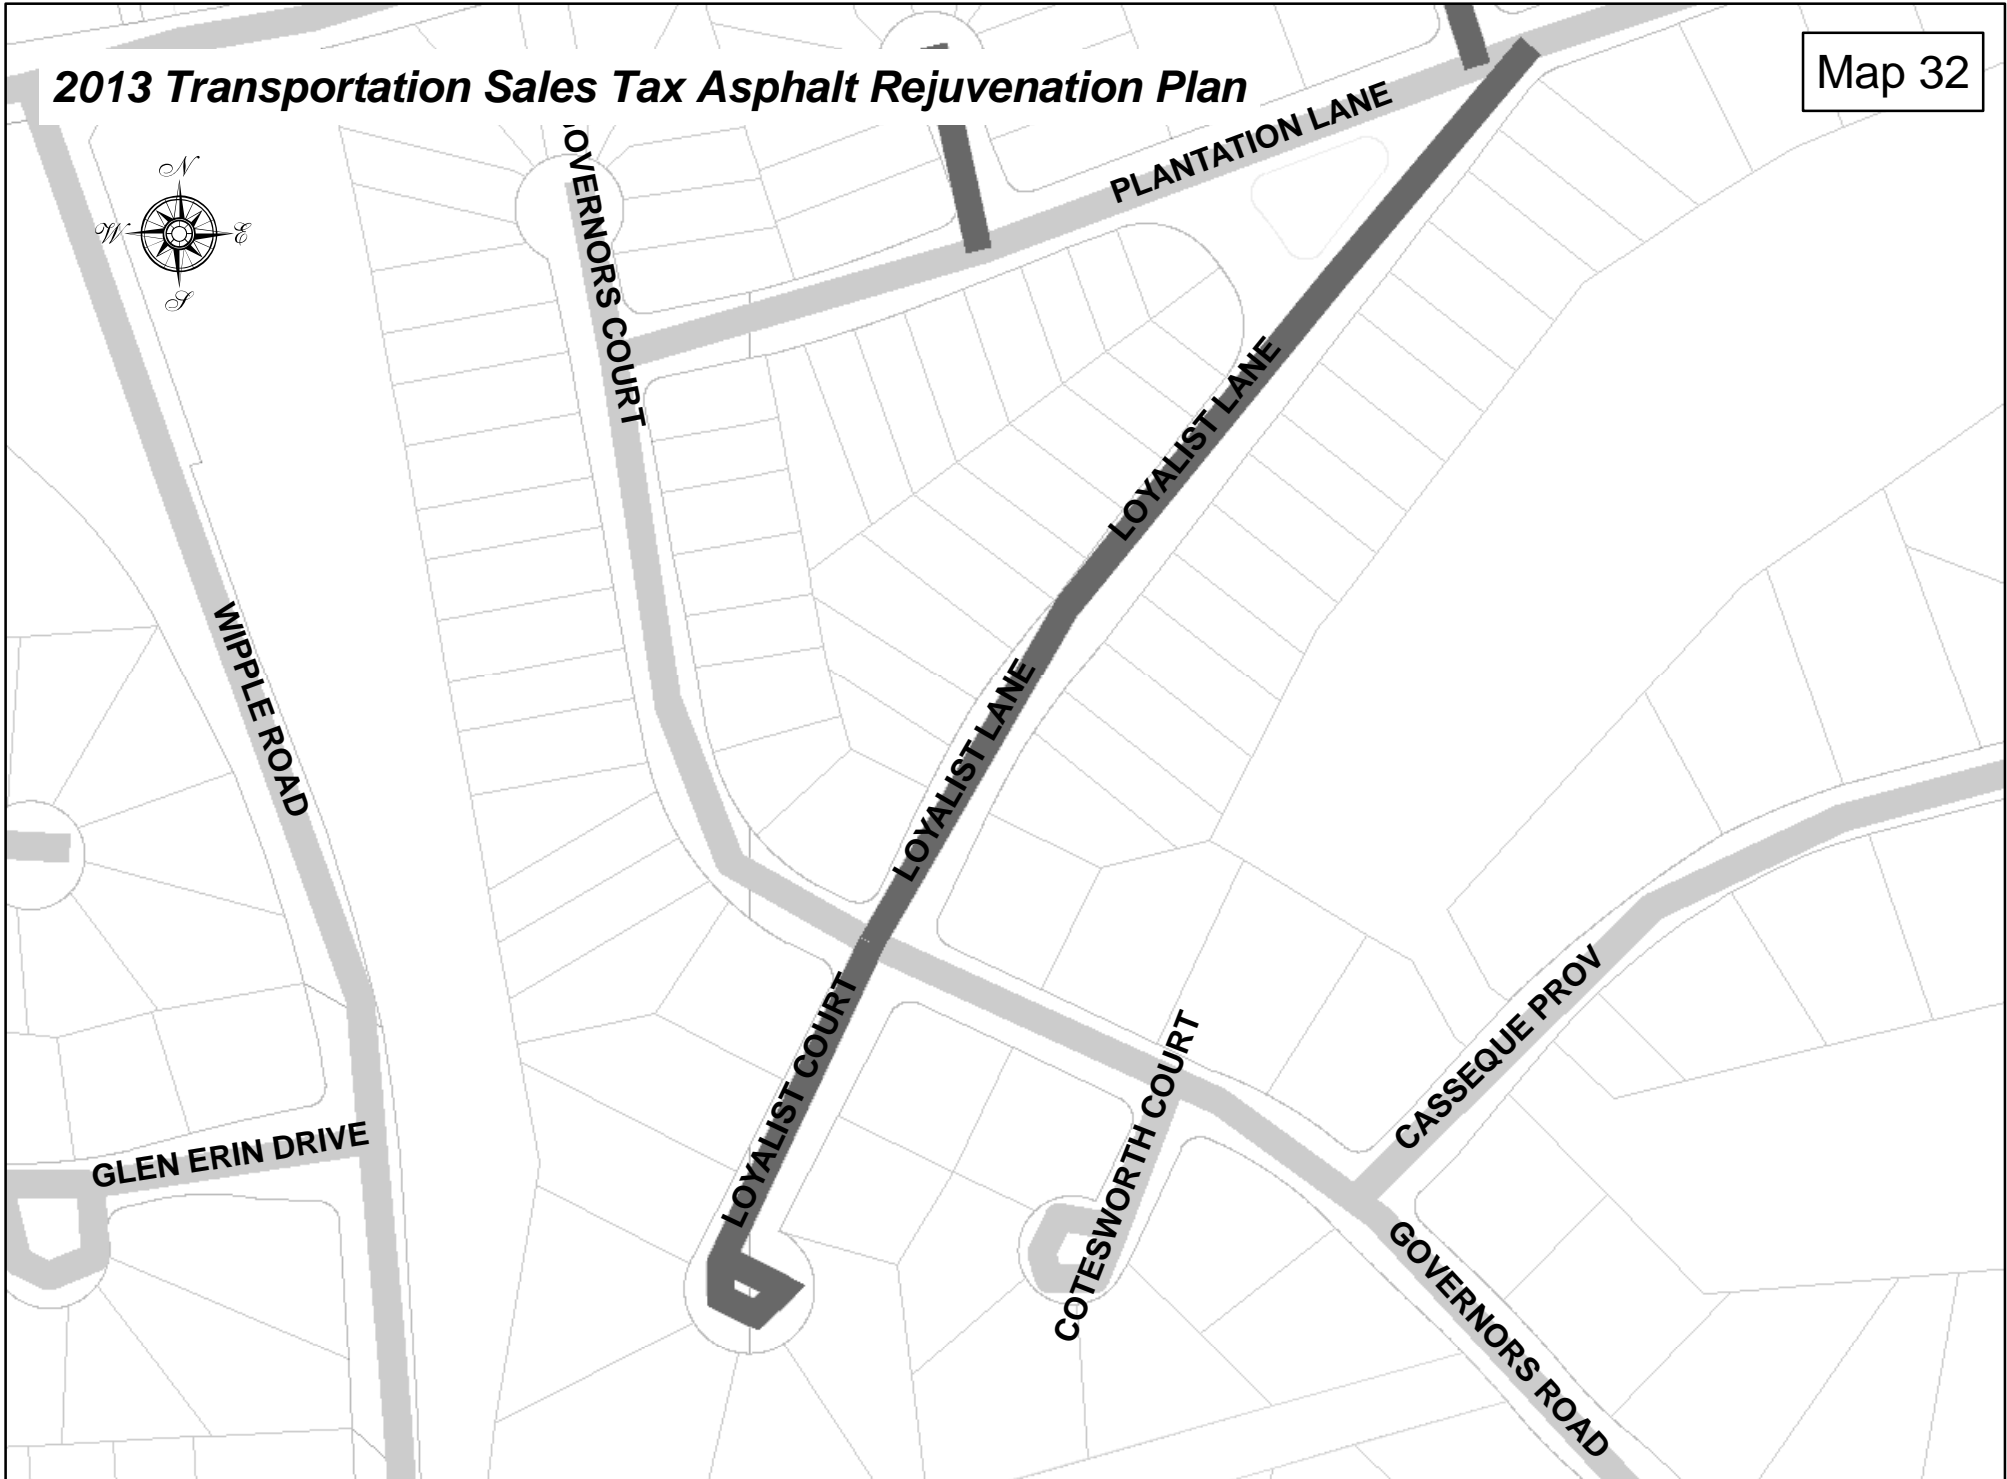 2013 Transportation Sales Tax Asphalt Rejuvenation Plan
Map 32
N
W
E
S
PLANTATION LANE
OVERNORS COURT
LOYALIST LANE
WIPPLE ROAD
LOYALIST LANE
LOYALIST COURT
CASSEQUE PROV
COTESWORTH COURT
GLEN ERIN DRIVE
GOVERNORS ROAD